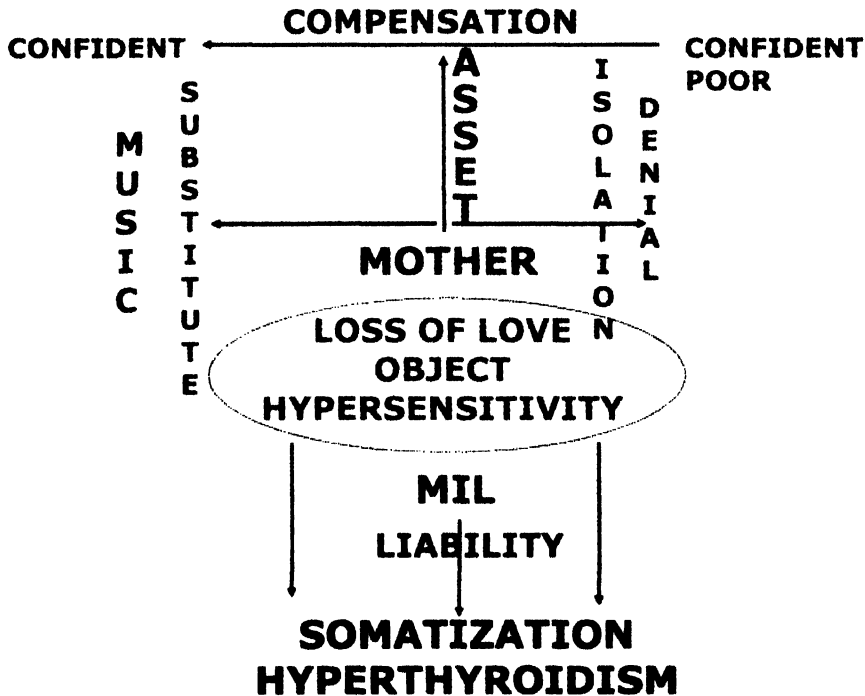 COMPENSATION
CONFIDENT
CONFIDENT
POOR
MUSIC
SUBSTITUTE
ASSET
ISOLATION
DENIAL
MOTHER
LOSS OF LOVE
OBJECT
HYPERSENSITIVITY
MIL
LIABILITY
SOMATIZATION
HYPERTHYROIDISM